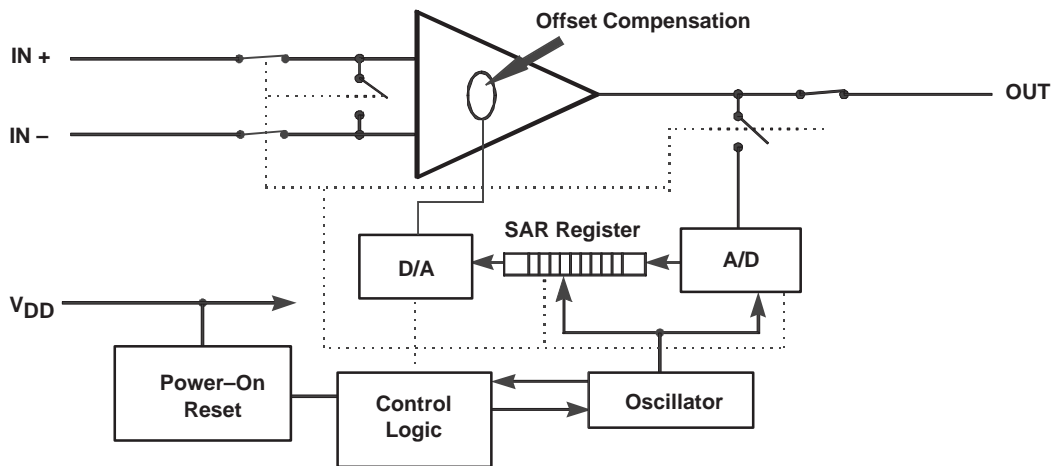 Offset Compensation
IN +
OUT
IN –
SAR Register
D/A
A/D
VDD
Power–On
Reset
Control
Logic
Oscillator